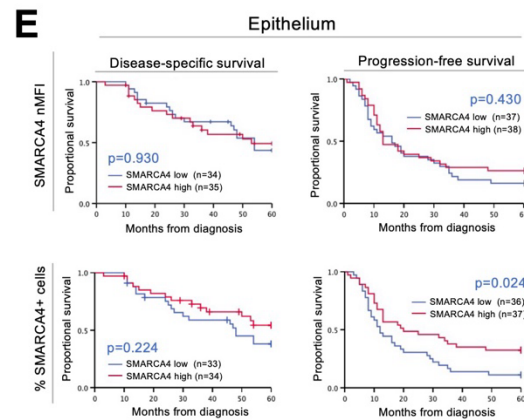 E
Epithelium
Disease-specific survival
Progression-free survival
SMARCA4 nMFI
Proportional survival
1.0
0.5
0.0
p=0.930
SMARCA4 low (n=34)
SMARCA4 high (n=35)
0 10 20 30 40 50 60
Months from diagnosis
Proportional survival
1.0
0.5
0.0
p=0.430
SMARCA4 low (n=37)
SMARCA4 high (n=38)
0 10 20 30 40 50 60
Months from diagnosis
% SMARCA4+ cells
Proportional survival
1.0
0.5
0.0
p=0.224
SMARCA4 low (n=33)
SMARCA4 high (n=34)
0 10 20 30 40 50 60
Months from diagnosis
Proportional survival
1.0
0.5
0.0
p=0.024
SMARCA4 low (n=36)
SMARCA4 high (n=37)
0 10 20 30 40 50 60
Months from diagnosis